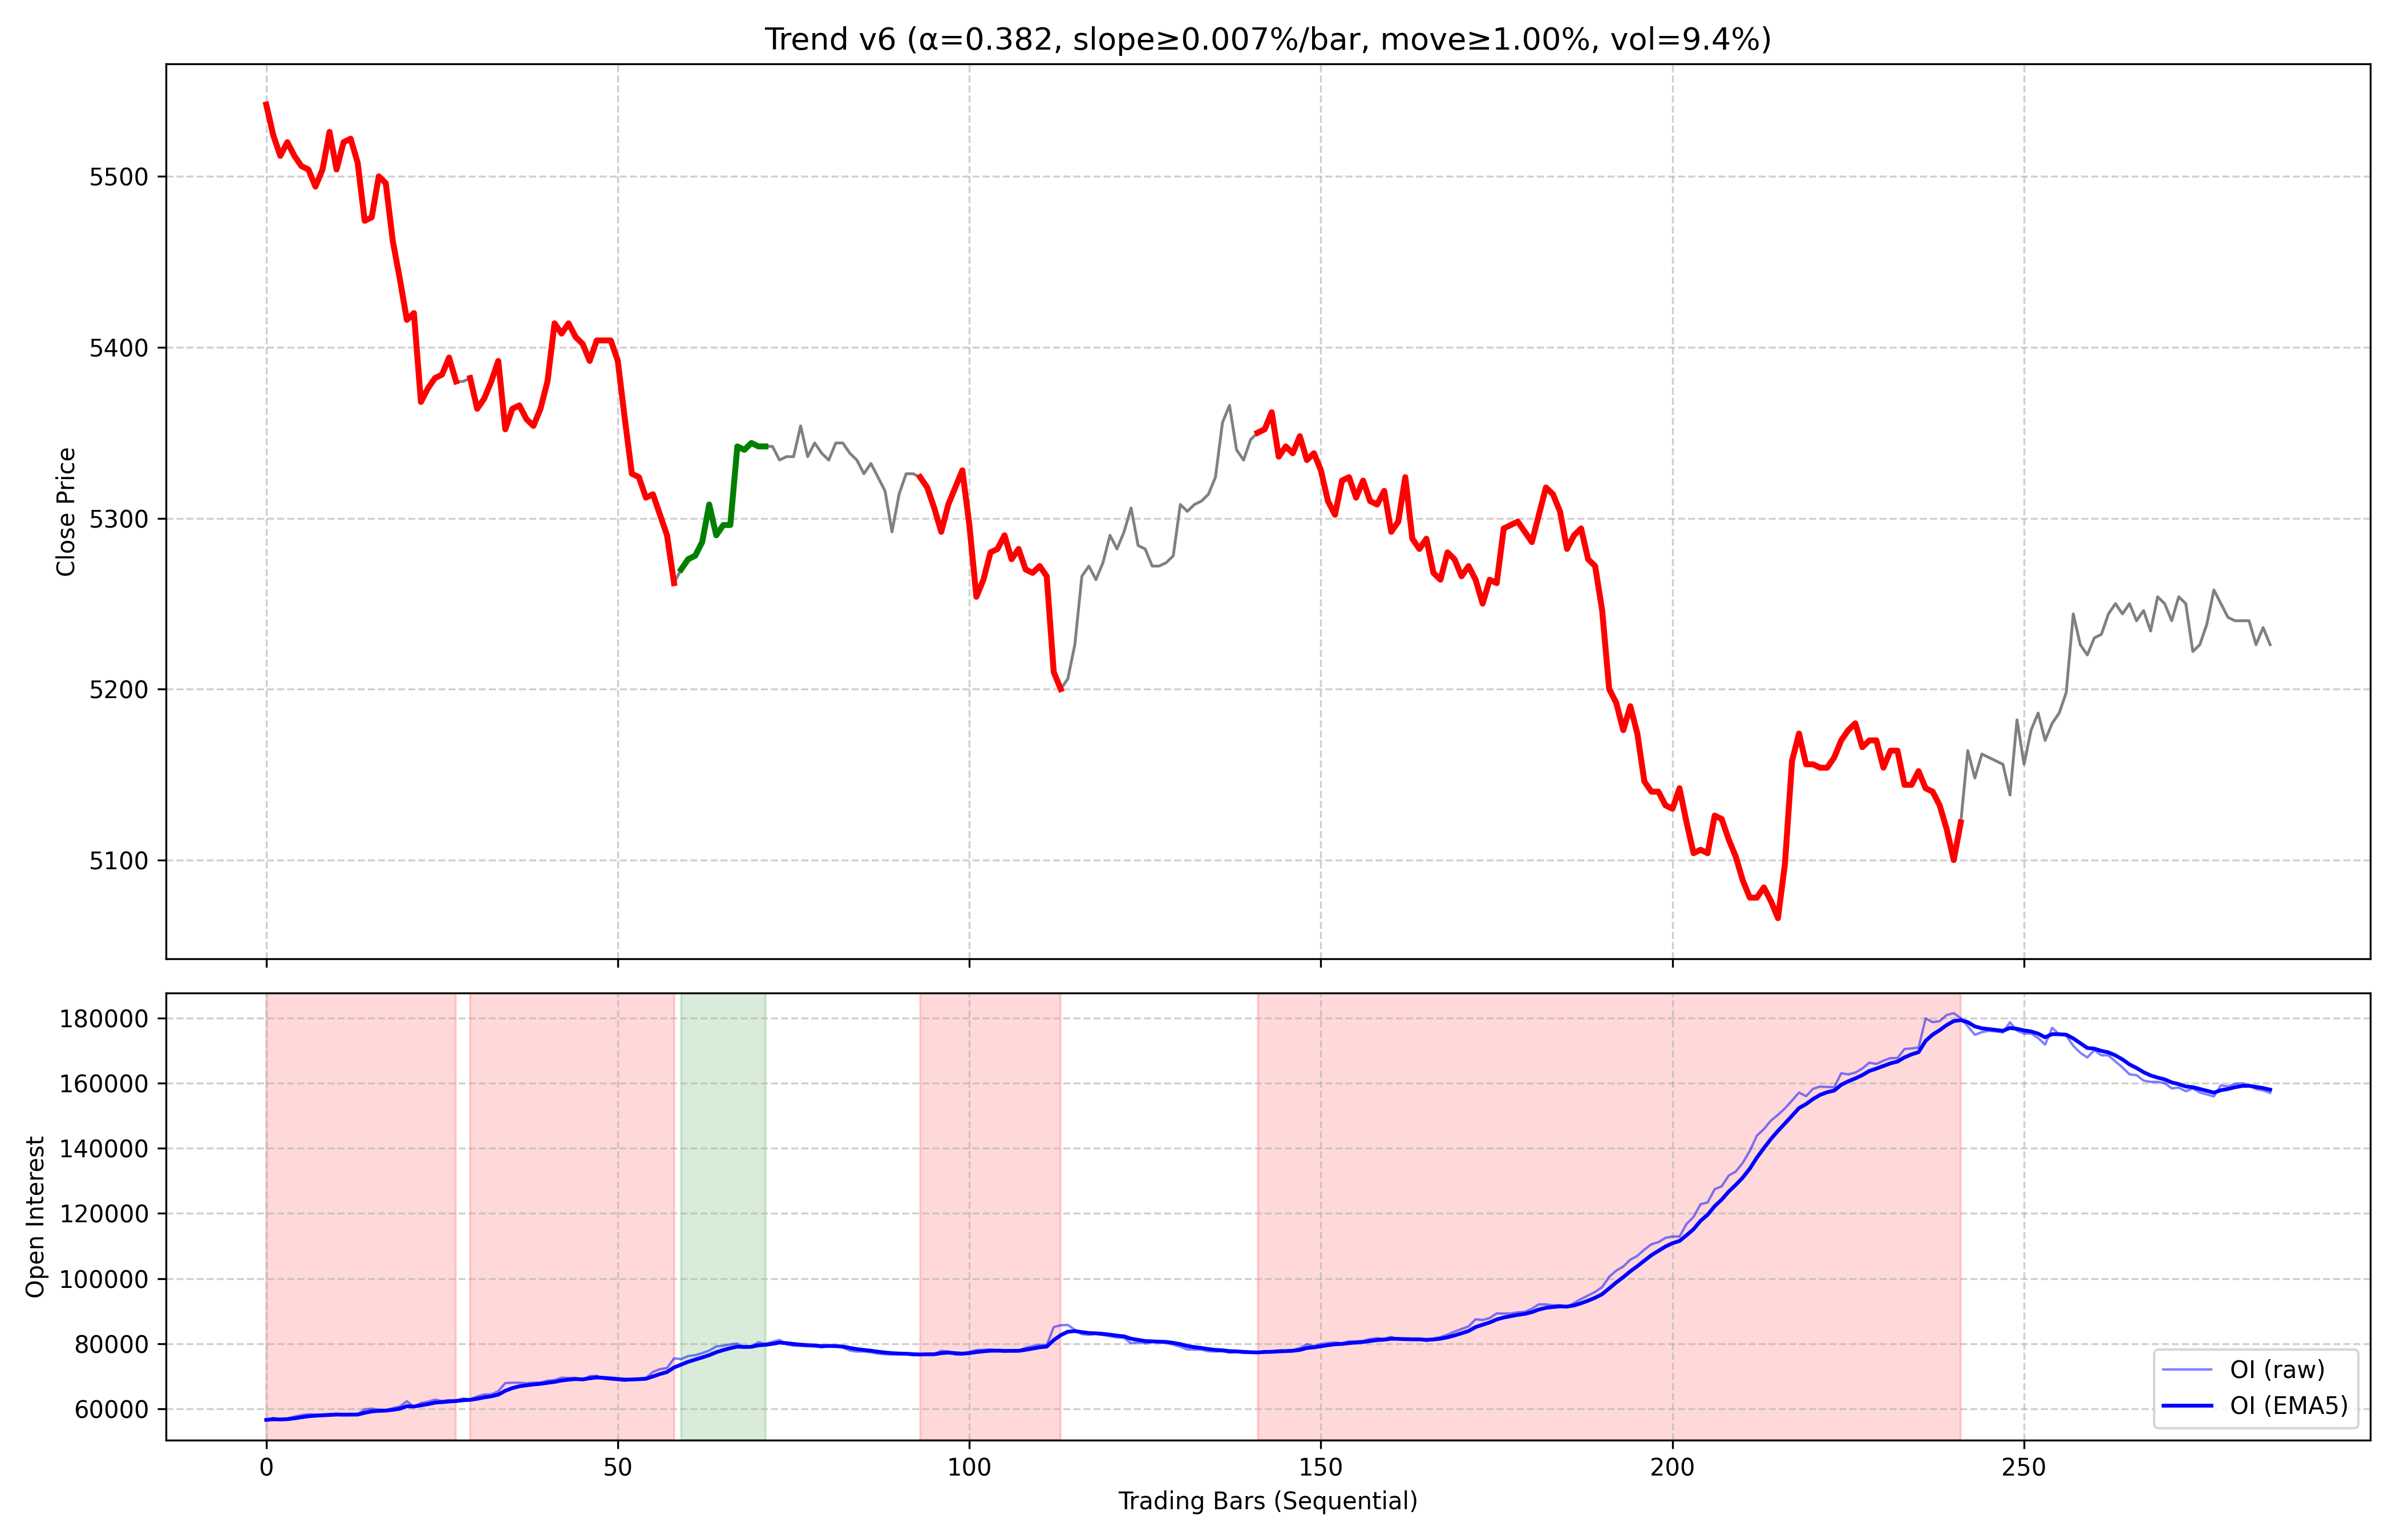 Trend v6 (α=0.382, slope≥0.007%/bar, move≥1.00%, vol=9.4%)
Close Price
5500
5400
5300
5200
5100
Open Interest
180000
160000
140000
120000
100000
80000
60000
OI (raw)
OI (EMA5)
0 50 100 150 200 250
Trading Bars (Sequential)